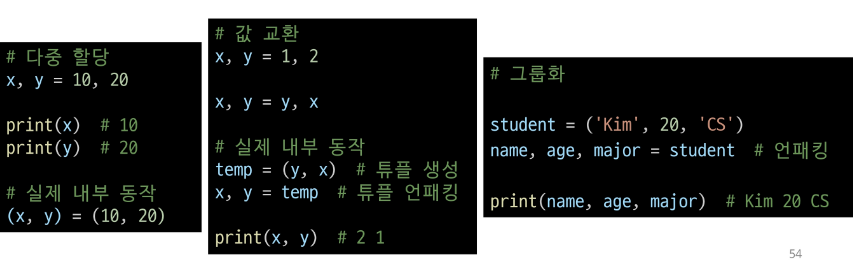 # 다중 할당
x, y = 10, 20
print(x)  # 10
print(y)  # 20
# 실제 내부 동작
(x, y) = (10, 20)
# 값 교환
x, y = 1, 2
x, y = y, x
# 실제 내부 동작
temp = (y, x)  # 튜플 생성
x, y = temp  # 튜플 언패킹
print(x, y)  # 2 1
# 그룹화
student = ('Kim', 20, 'CS')
name, age, major = student  # 언패킹
print(name, age, major)  # Kim 20 CS
54